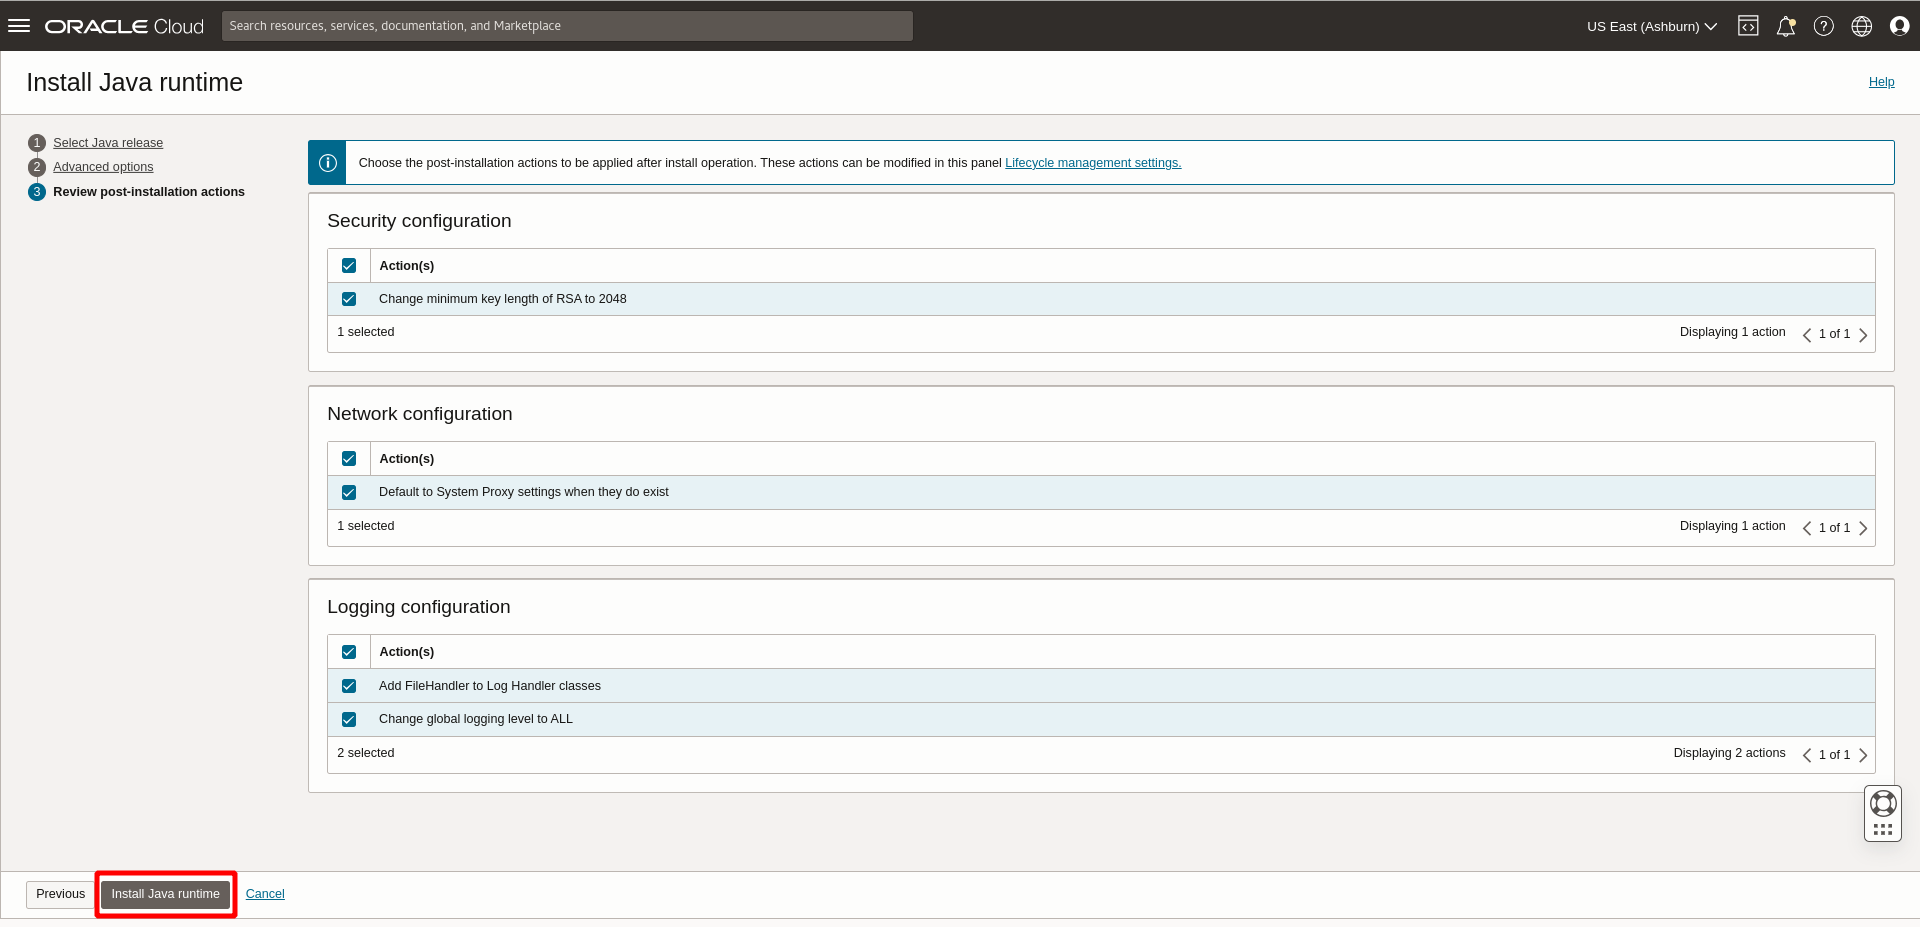 ORACLE Cloud
Search resources, services, documentation, and Marketplace
US East (Ashburn)
Install Java runtime
Help
1 Select Java release
2 Advanced options
3 Review post-installation actions
Choose the post-installation actions to be applied after install operation. These actions can be modified in this panel Lifecycle management settings.
Security configuration
Action(s)
Change minimum key length of RSA to 2048
1 selected
Displaying 1 action
1 of 1
Network configuration
Action(s)
Default to System Proxy settings when they do exist
1 selected
Displaying 1 action
1 of 1
Logging configuration
Action(s)
Add FileHandler to Log Handler classes
Change global logging level to ALL
2 selected
Displaying 2 actions
1 of 1
Previous
Install Java runtime
Cancel